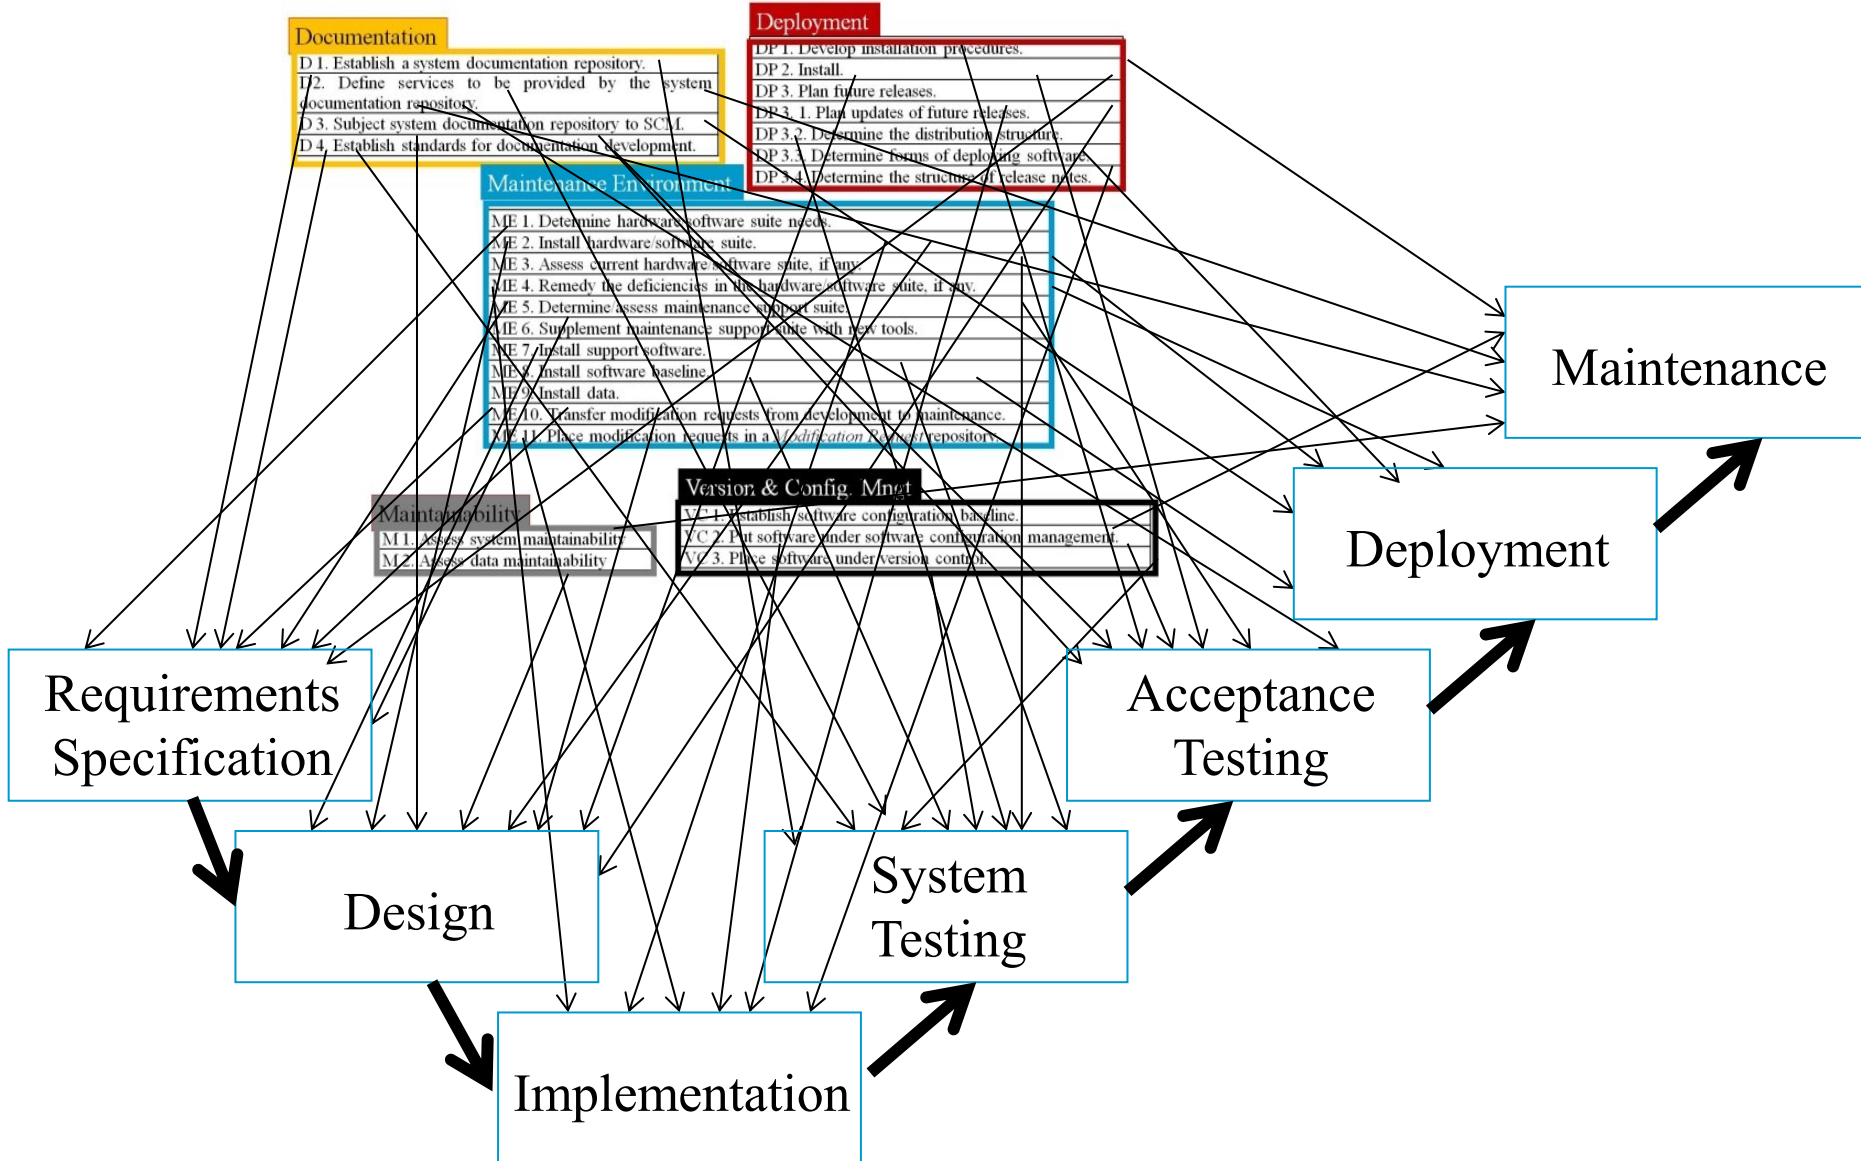 Documentation
D 1. Establish a system documentation repository.
D2. Define services to be provided by the system
documentation repository.
D 3. Subject system documentation repository to SCM.
D 4. Establish standards for documentation development.
Deployment
DP 1. Develop installation procedures.
DP 2. Install.
DP 3. Plan future releases.
DP 3. 1. Plan updates of future releases.
DP 3.2. Determine the distribution structure.
DP 3.3. Determine forms of deploying software.
DP 3.4. Determine the structure of release notes.
Maintenance Environment
ME 1. Determine hardware/software suite needs.
ME 2. Install hardware/software suite.
ME 3. Assess current hardware/software suite, if any.
ME 4. Remedy the deficiencies in the hardware/software suite, if any.
ME 5. Determine/assess maintenance support suite.
ME 6. Supplement maintenance support suite with new tools.
ME 7. Install support software.
ME 8. Install software baseline.
ME 9. Install data.
ME 10. Transfer modification requests from development to maintenance.
ME 11. Place modification requests in a Modification Request repository.
Maintainability
M 1. Assess system maintainability
M 2. Assess data maintainability
Version & Config. Mngt
VC 1. Establish software configuration baseline.
VC 2. Put software under software configuration management.
VC 3. Place software under version control.
Maintenance
Deployment
Acceptance
Testing
System
Testing
Requirements
Specification
Design
Implementation